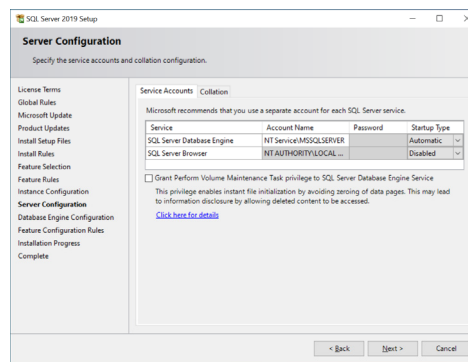 SQL Server 2019 Setup
Server Configuration
Specify the service accounts and collation configuration.
License Terms
Global Rules
Microsoft Update
Product Updates
Install Setup Files
Install Rules
Feature Selection
Feature Rules
Instance Configuration
Server Configuration
Database Engine Configuration
Feature Configuration Rules
Installation Progress
Complete
Service Accounts Collation
Microsoft recommends that you use a separate account for each SQL Server service.
Service Account Name Password Startup Type
SQL Server Database Engine NT Service\MSSQLSERVER Automatic
SQL Server Browser NT AUTHORITY\LOCAL ... Disabled
Grant Perform Volume Maintenance Task privilege to SQL Server Database Engine Service
This privilege enables instant file initialization by avoiding zeroing of data pages. This may lead
to information disclosure by allowing deleted content to be accessed.
Click here for details
< Back Next > Cancel